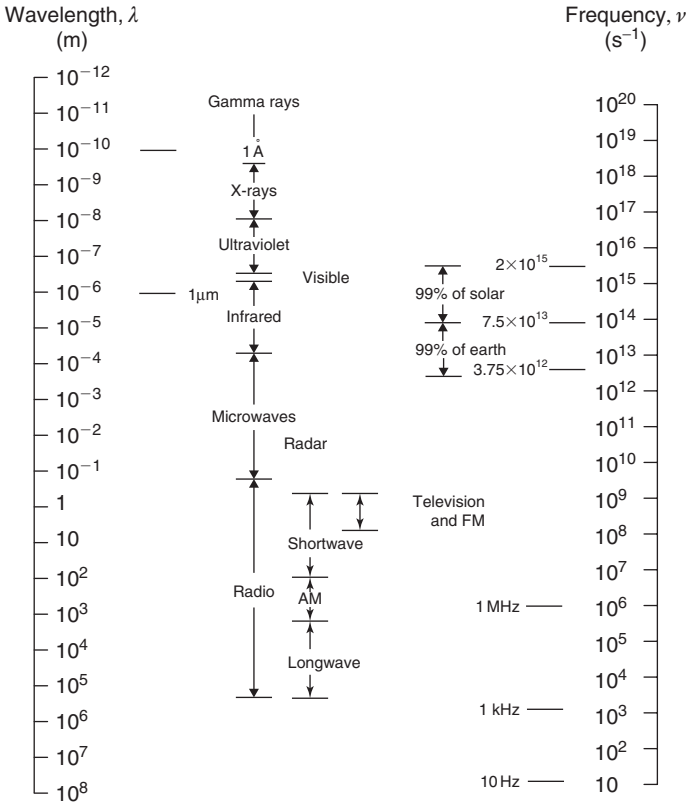 Wavelength, λ
(m)
10⁻¹²
10⁻¹¹
10⁻¹⁰
10⁻⁹
10⁻⁸
10⁻⁷
10⁻⁶
10⁻⁵
10⁻⁴
10⁻³
10⁻²
10⁻¹
1
10
10²
10³
10⁴
10⁵
10⁶
10⁷
10⁸
1μm
Gamma rays
1 Å
X-rays
Ultraviolet
Visible
Infrared
Microwaves
Radar
Radio
Television
and FM
Shortwave
AM
Longwave
2×10¹⁵
99% of solar
7.5×10¹³
99% of earth
3.75×10¹²
1 MHz
1 kHz
10 Hz
Frequency, ν
(s⁻¹)
10²⁰
10¹⁹
10¹⁸
10¹⁷
10¹⁶
10¹⁵
10¹⁴
10¹³
10¹²
10¹¹
10¹⁰
10⁹
10⁸
10⁷
10⁶
10⁵
10⁴
10³
10²
10